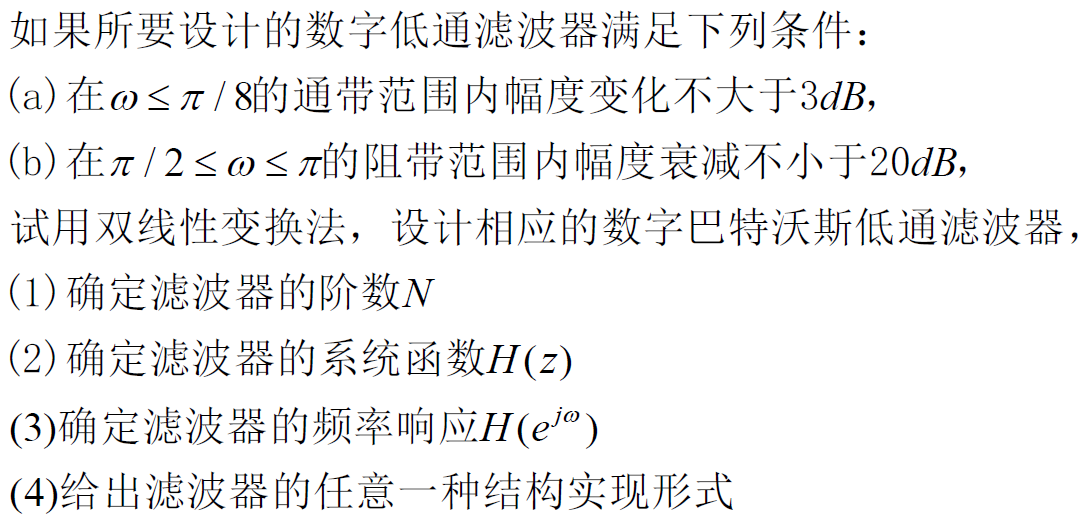 如果所要设计的数字低通滤波器满足下列条件：
(a)在ω≤π/8的通带范围内幅度变化不大于3dB，
(b)在π/2≤ω≤π的阻带范围内幅度衰减不小于20dB，
试用双线性变换法，设计相应的数字巴特沃斯低通滤波器，
(1)确定滤波器的阶数N
(2)确定滤波器的系统函数H(z)
(3)确定滤波器的频率响应H(e^{jω})
(4)给出滤波器的任意一种结构实现形式